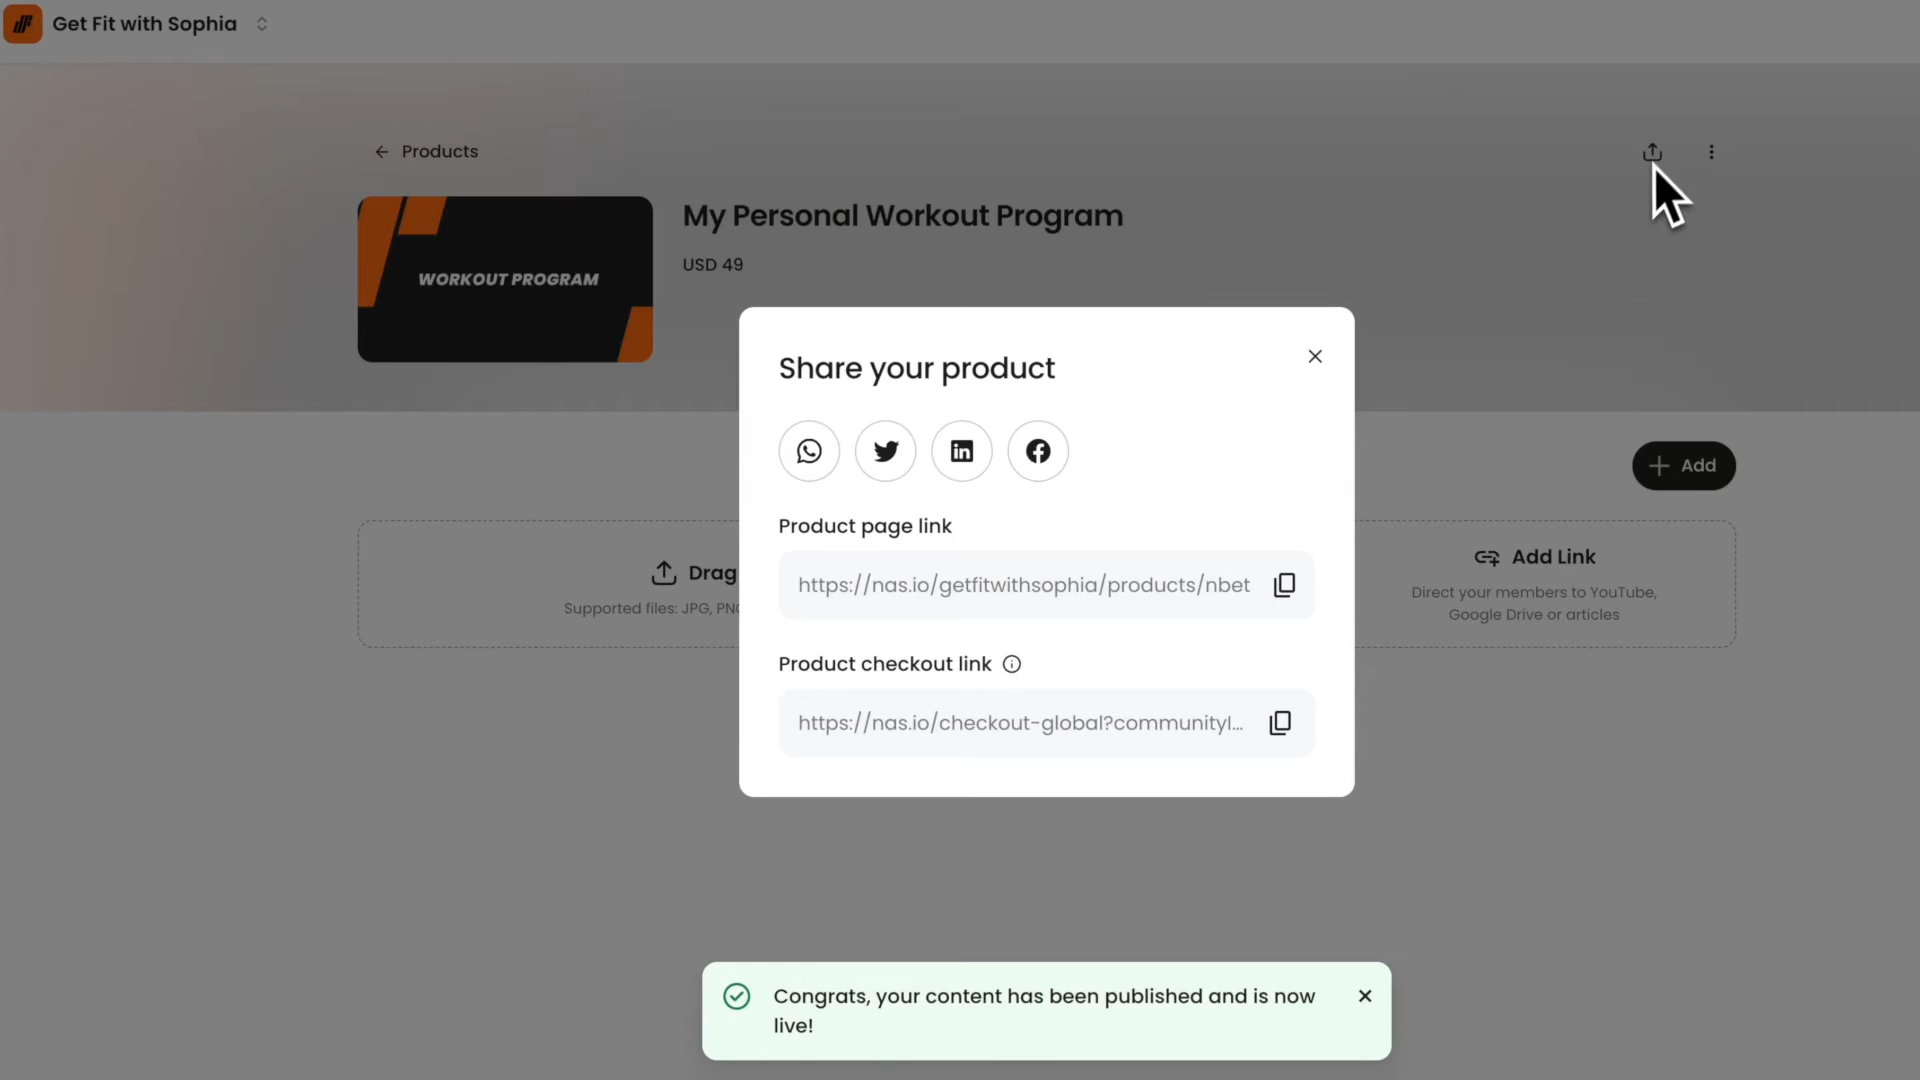 Get Fit with Sophia
Products
My Personal Workout Program
USD 49
WORKOUT PROGRAM
Share your product
Product page link
https://nas.io/getfitwithsophia/products/nbet
Product checkout link
https://nas.io/checkout-global?communityI...
Add
Drag
Supported files: JPG, PNG
Add Link
Direct your members to YouTube,
Google Drive or articles
Congrats, your content has been published and is now
live!